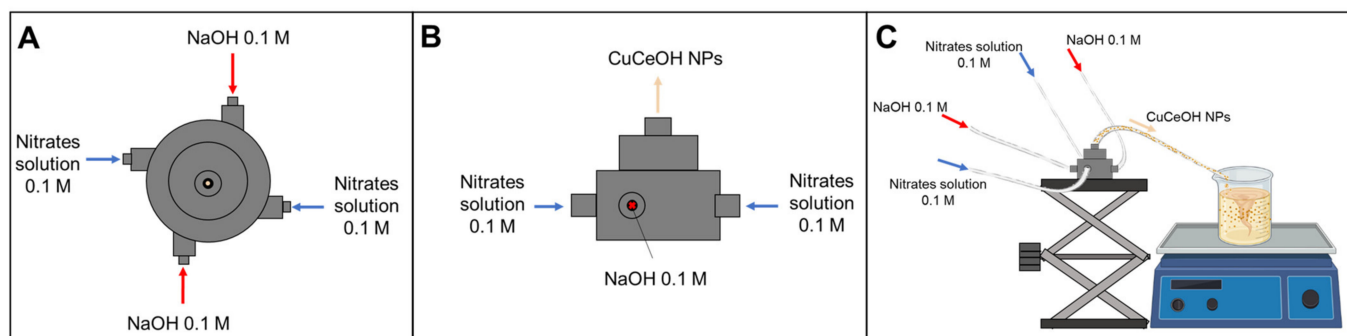 A
NaOH 0.1 M
Nitrates
solution
0.1 M
Nitrates
solution
0.1 M
NaOH 0.1 M
B
CuCeOH NPs
Nitrates
solution
0.1 M
Nitrates
solution
0.1 M
NaOH 0.1 M
C
NaOH 0.1 M
Nitrates solution
0.1 M
NaOH 0.1 M
CuCeOH NPs
Nitrates solution
0.1 M